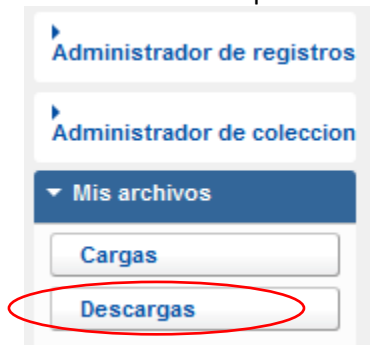 Administrador de registros
Administrador de coleccion
Mis archivos
Cargas
Descargas